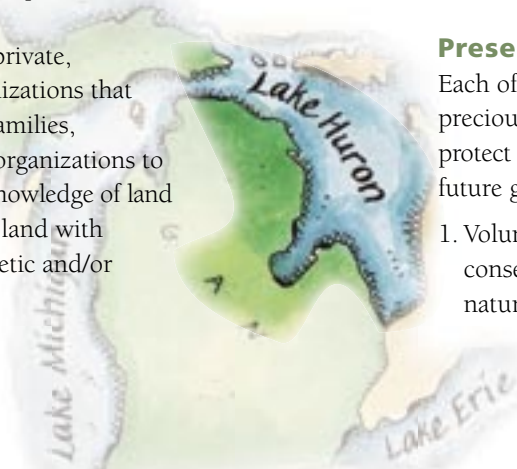 private,
izations that
amilies,
organizations to
nowledge of land
land with
etic and/or
Lake Huron
Lake Michigan
Lake Erie
Prese
Each of
precious
protect
future g
1. Volun
conse
natur